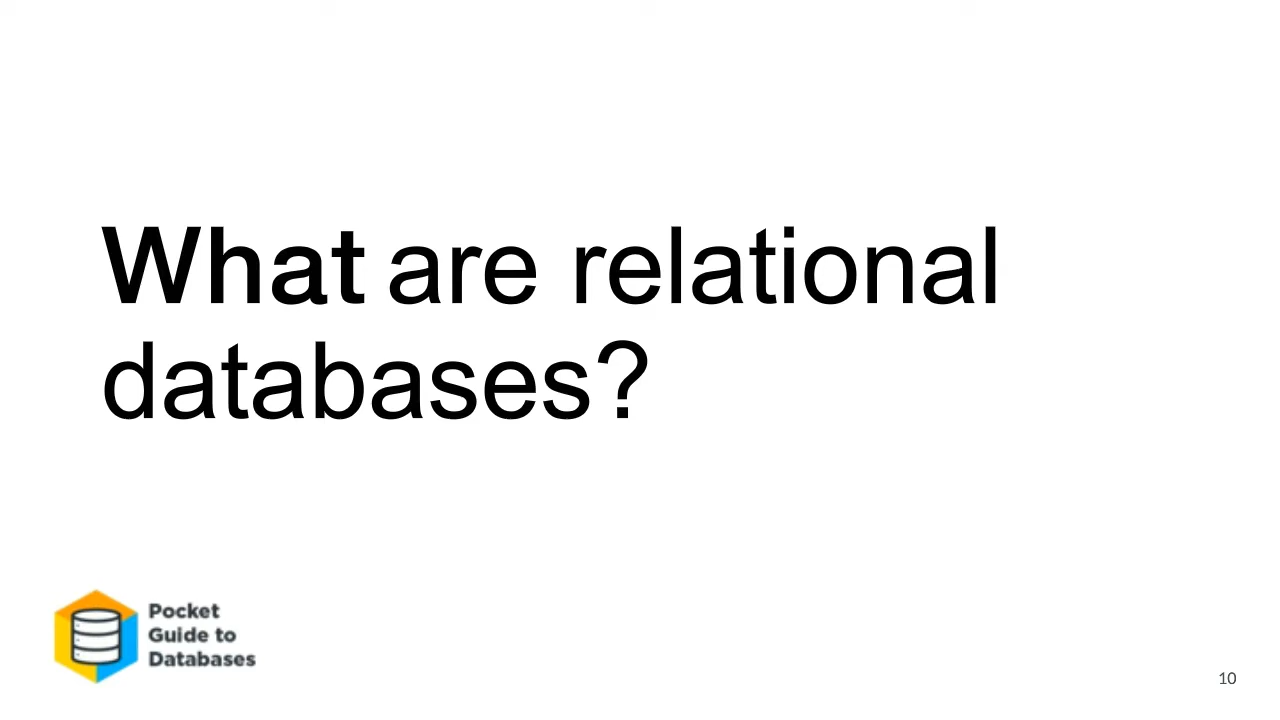 What are relational
databases?
Pocket
Guide to
Databases
10